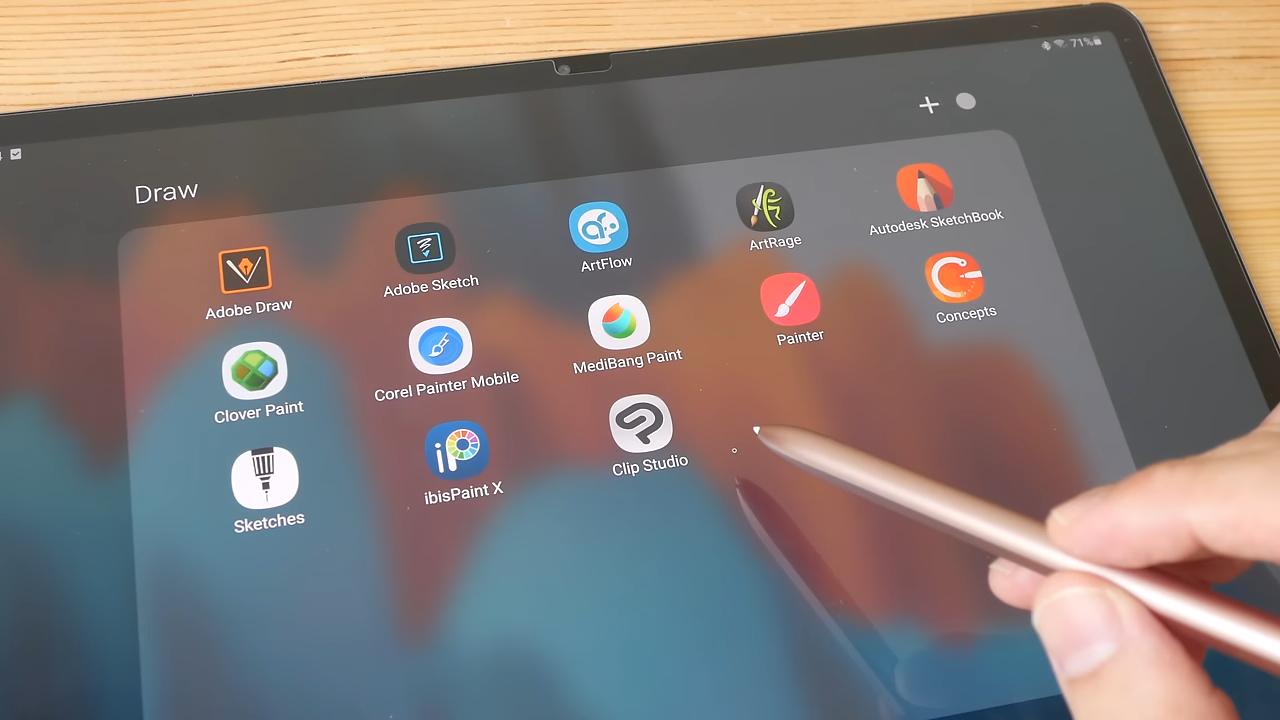 71%
Draw
Adobe Draw
Adobe Sketch
ArtFlow
ArtRage
Autodesk SketchBook
Clover Paint
Corel Painter Mobile
MediBang Paint
Painter
Concepts
Sketches
ibisPaint X
Clip Studio